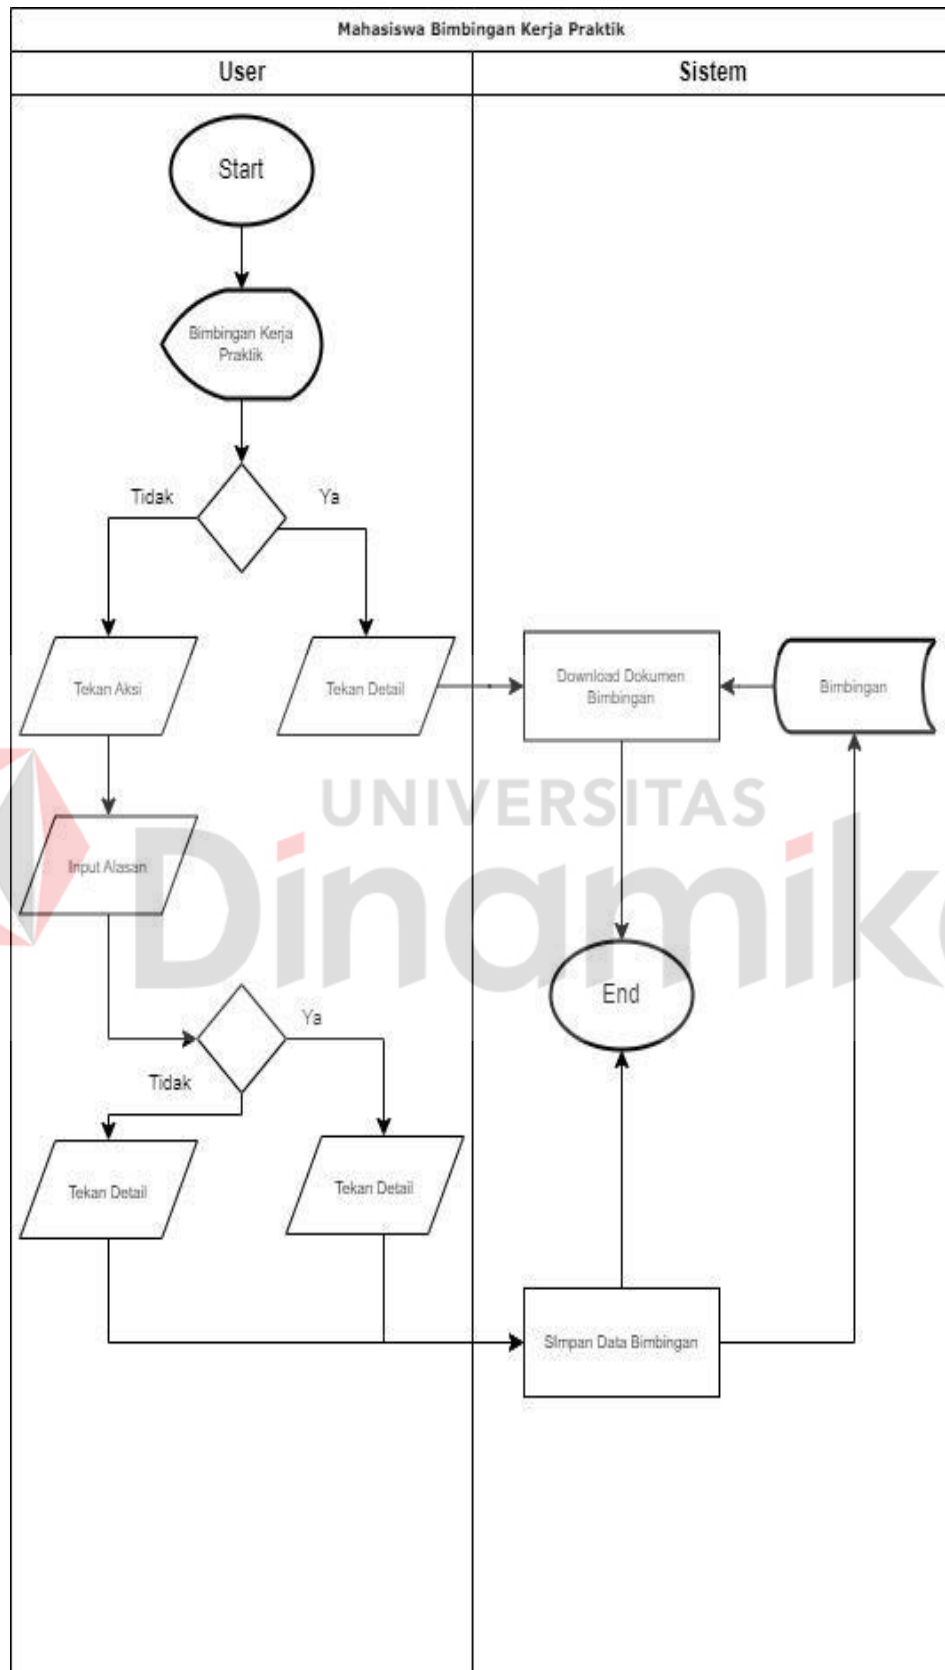 Mahasiswa Bimbingan Kerja Praktik
User
Sistem
Start
Bimbingan Kerja
Praktik
Tidak
Ya
Tekan Aksi
Tekan Detail
Download Dokumen
Bimbingan
Bimbingan
UNIVERSITAS
Dinamika
Input Alasan
End
Ya
Tidak
Tekan Detail
Tekan Detail
SImpan Data Bimbingan